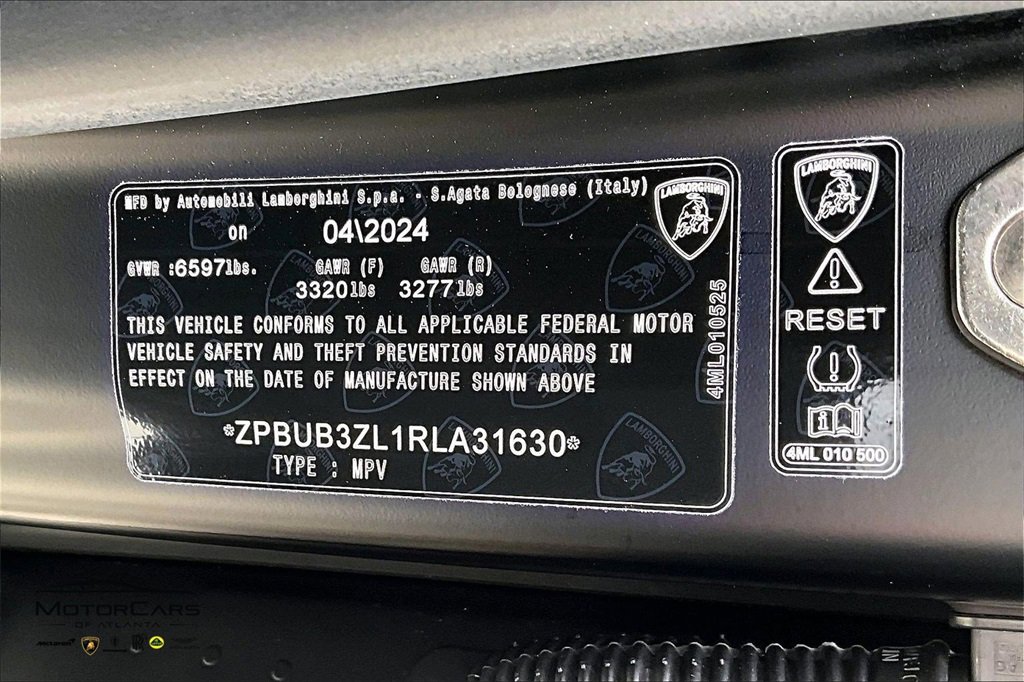 MFD by Automobili Lamborghini S.p.a. - S.Agata Bolognese (Italy)
on 04\2024
GVWR :6597lbs. GAWR (F) GAWR (R)
3320lbs 3277lbs
THIS VEHICLE CONFORMS TO ALL APPLICABLE FEDERAL MOTOR
VEHICLE SAFETY AND THEFT PREVENTION STANDARDS IN
EFFECT ON THE DATE OF MANUFACTURE SHOWN ABOVE
*ZPBUB3ZL1RLA31630*
TYPE : MPV
LAMBORGHINI
4ML010525
LAMBORGHINI
RESET
4ML 010 500
LAMBORGHINI
MOTORCARS
OF ATLANTA